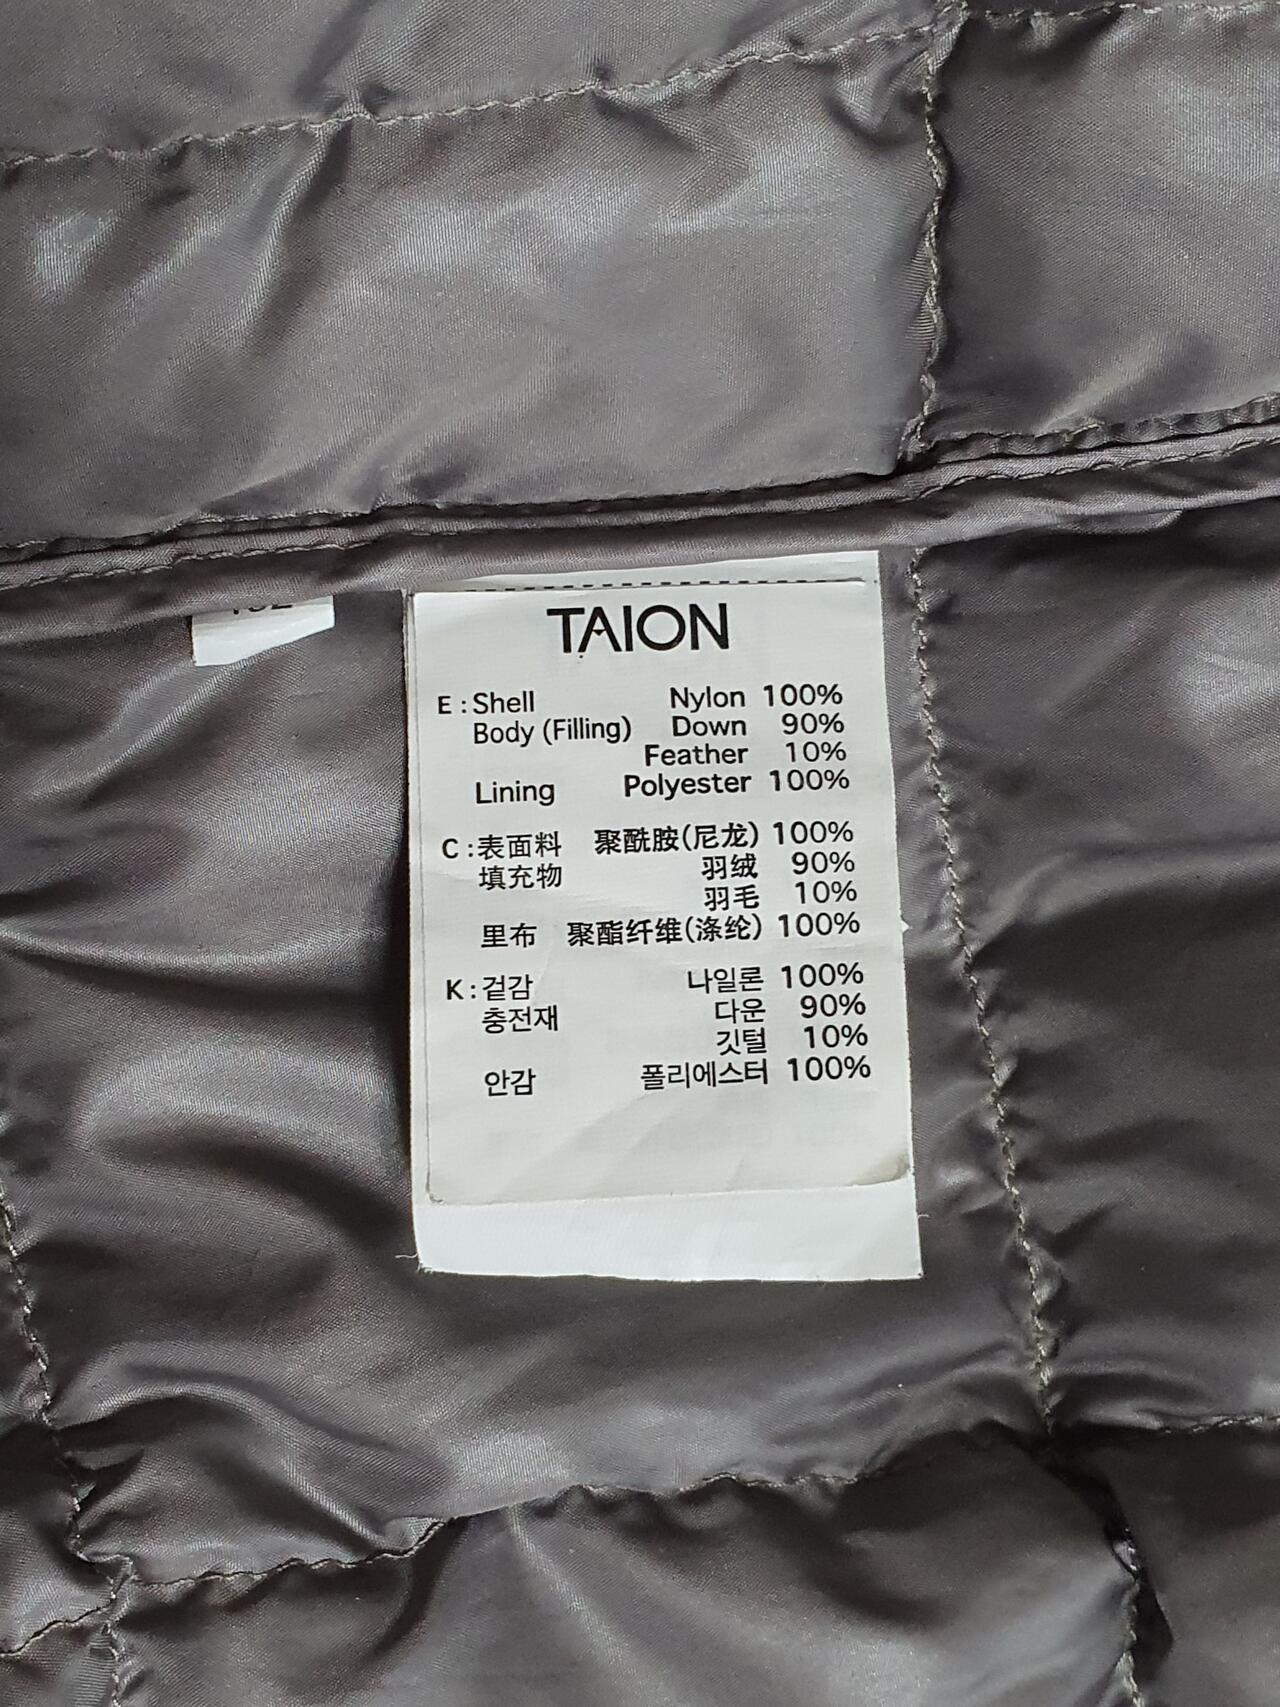 TAION
E : Shell Nylon 100%
Body (Filling) Down 90%
Feather 10%
Lining Polyester 100%
C : 表面料 聚酰胺(尼龙) 100%
填充物 羽绒 90%
羽毛 10%
里布 聚酯纤维(涤纶) 100%
K : 겉감 나일론 100%
충전재 다운 90%
깃털 10%
안감 폴리에스터 100%